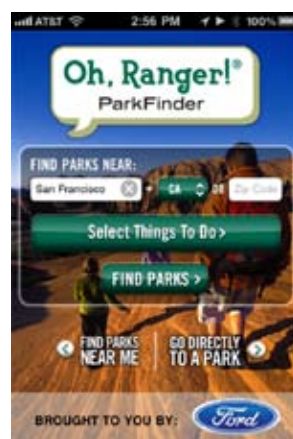 AT&T 2:56 PM 100%
Oh, Ranger!®
ParkFinder
FIND PARKS NEAR:
San Francisco + CA OR Zip Code
Select Things To Do >
FIND PARKS >
FIND PARKS NEAR ME
GO DIRECTLY TO A PARK
BROUGHT TO YOU BY: Ford